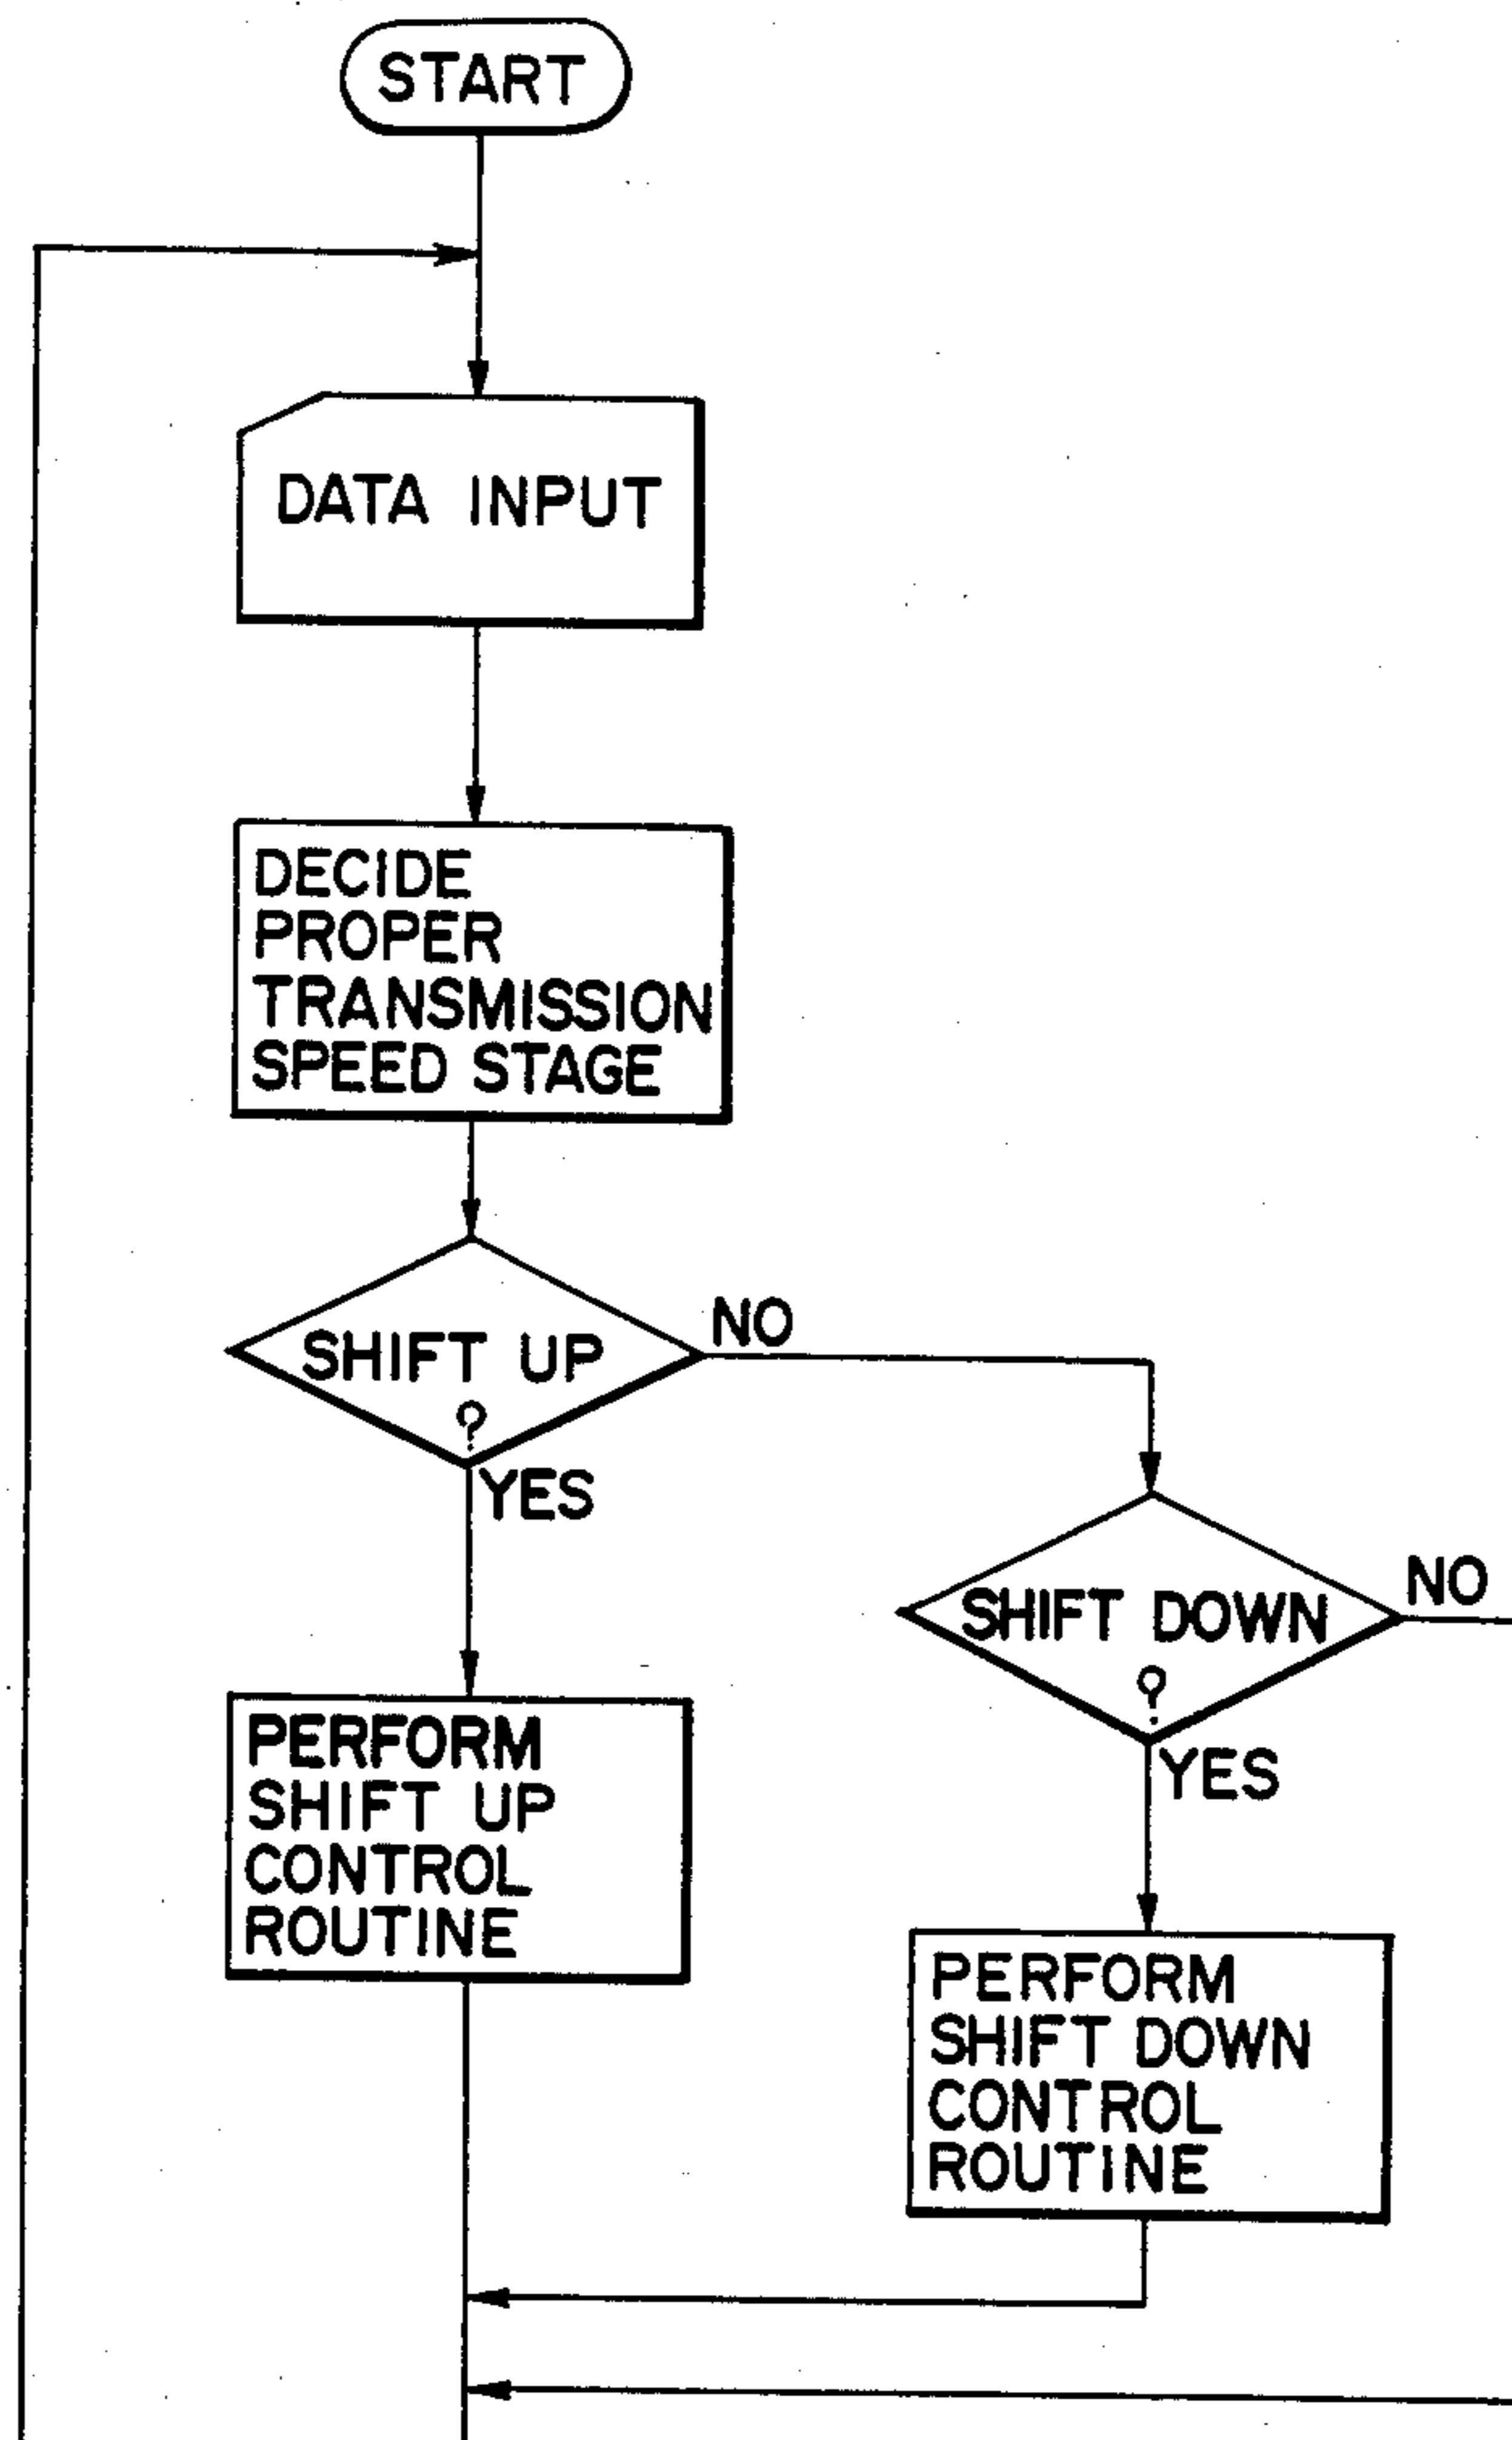 START
DATA INPUT
DECIDE
PROPER
TRANSMISSION
SPEED STAGE
SHIFT UP
?
NO
YES
SHIFT DOWN
?
NO
YES
PERFORM
SHIFT UP
CONTROL
ROUTINE
PERFORM
SHIFT DOWN
CONTROL
ROUTINE